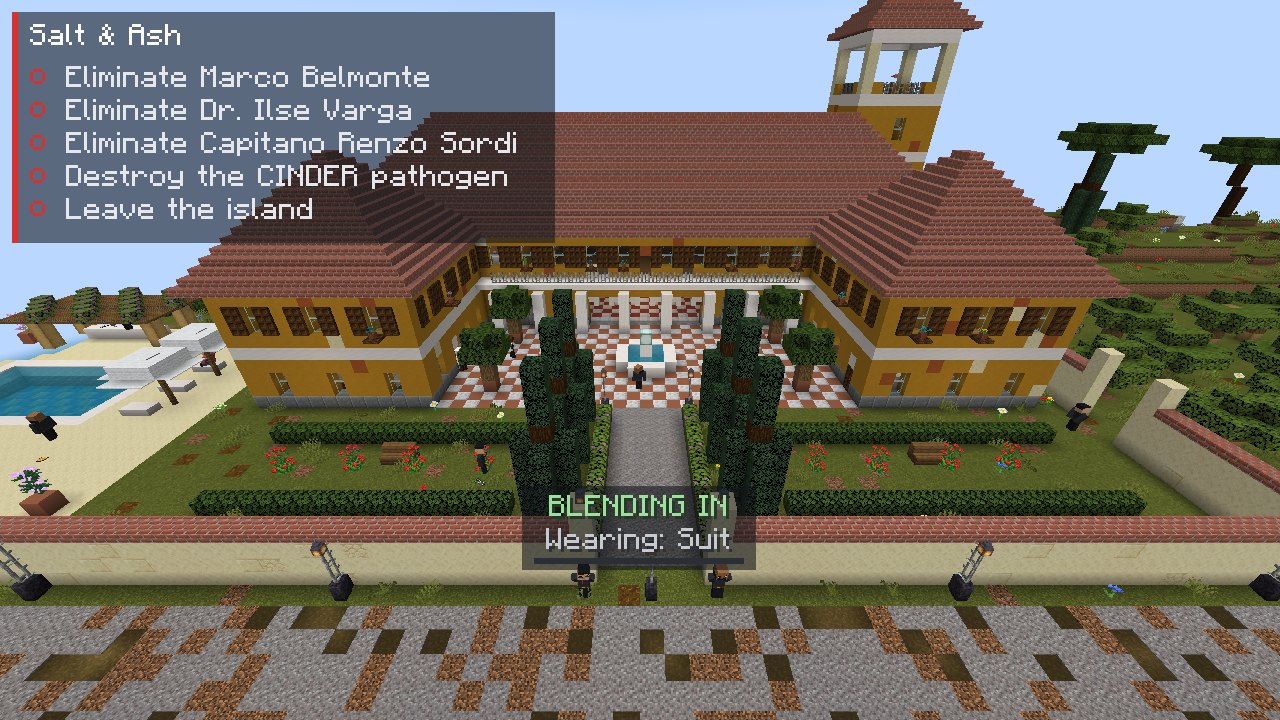 Salt & Ash
Eliminate Marco Belmonte
Eliminate Dr. Ilse Varga
Eliminate Capitano Renzo Sordi
Destroy the CINDER pathogen
Leave the island
BLENDING IN
Wearing: Suit